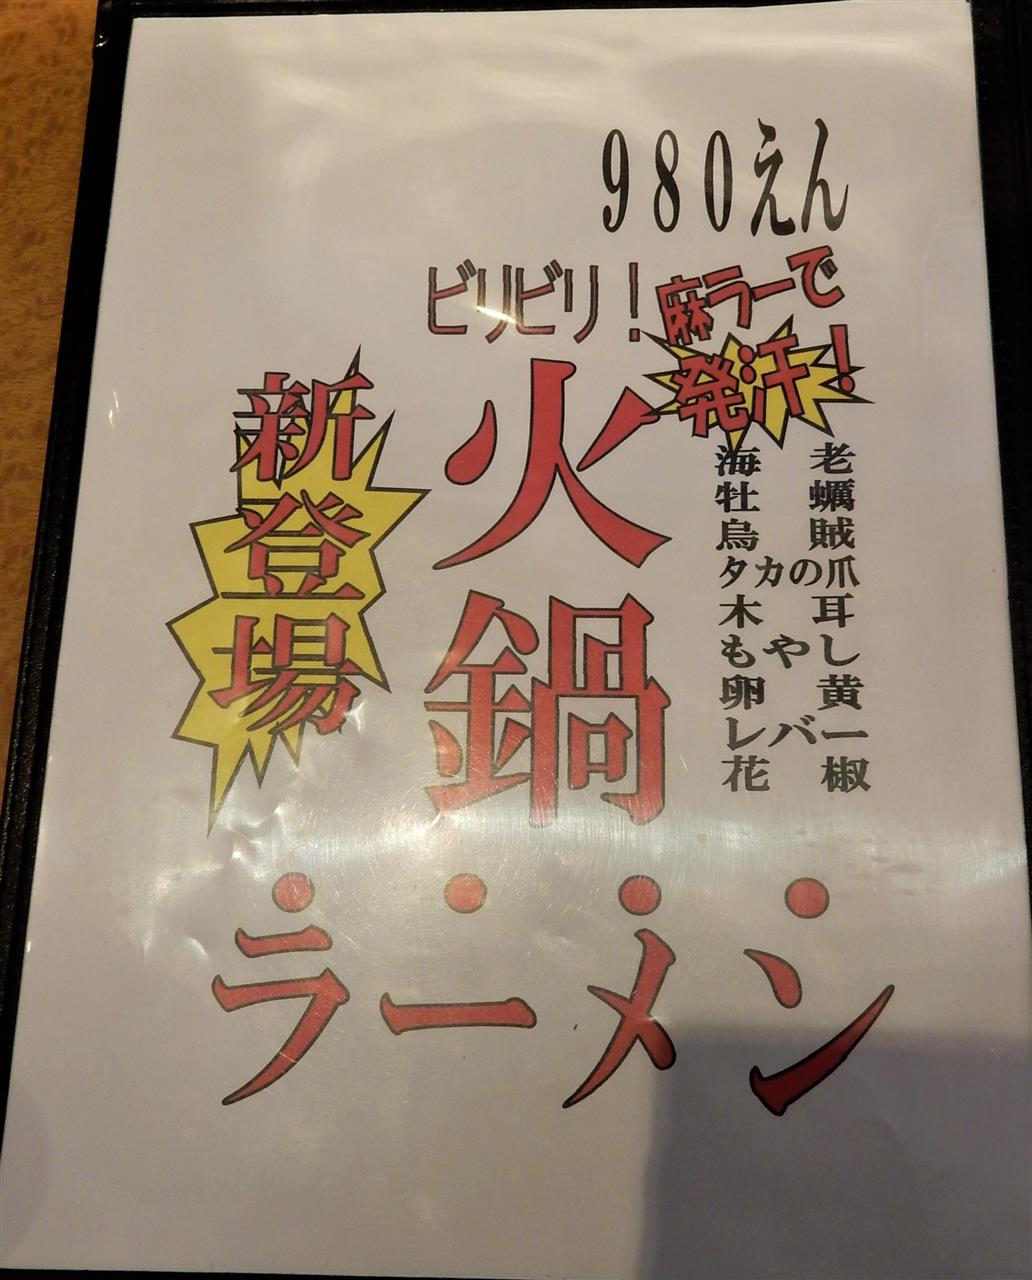 980えん
ビリビリ！麻ラーで
発汗！
新登場
火鍋
海老
牡蠣
烏賊
タカの爪
木耳
もやし
卵黄
レバー
花椒
ラーメン